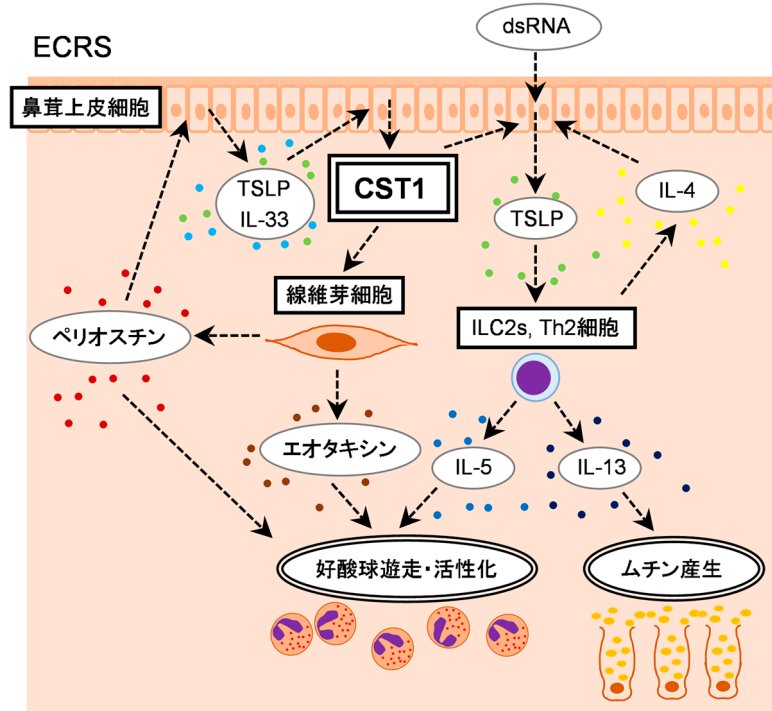 dsRNA
ECRS
鼻茸上皮細胞
TSLP
IL-33
CST1
TSLP
IL-4
線維芽細胞
ILC2s, Th2細胞
ペリオスチン
エオタキシン
IL-5
IL-13
好酸球遊走・活性化
ムチン産生